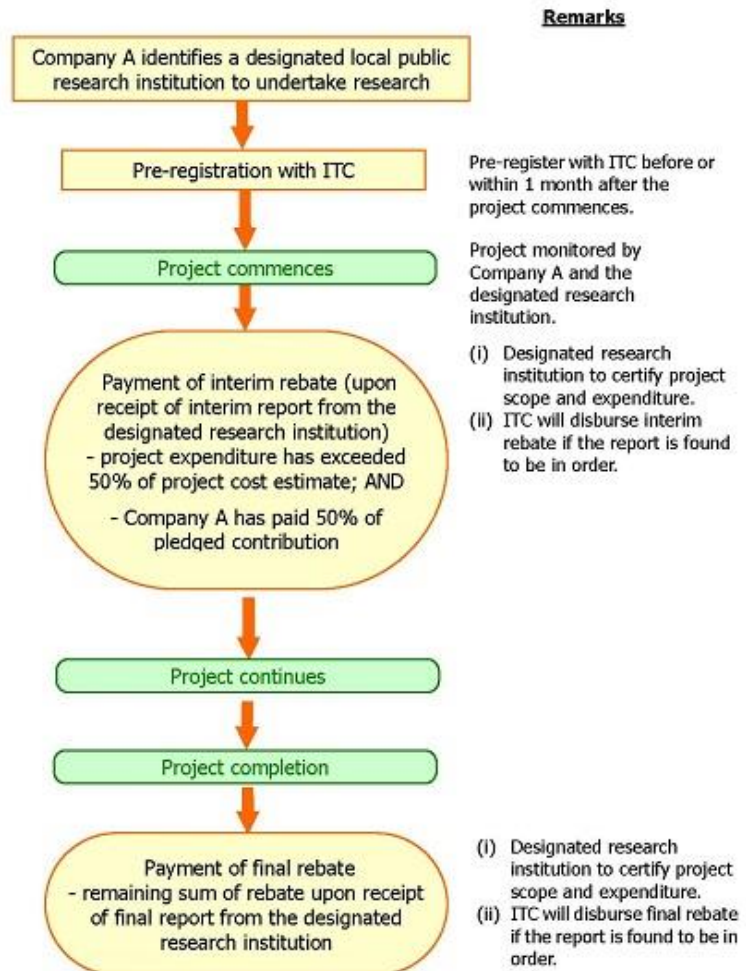 Remarks
Company A identifies a designated local public
research institution to undertake research
Pre-registration with ITC
Pre-register with ITC before or
within 1 month after the
project commences.
Project commences
Project monitored by
Company A and the
designated research
institution.
Payment of interim rebate (upon
receipt of interim report from the
designated research institution)
- project expenditure has exceeded
50% of project cost estimate; AND
- Company A has paid 50% of
pledged contribution
(i) Designated research
institution to certify project
scope and expenditure.
(ii) ITC will disburse interim
rebate if the report is found
to be in order.
Project continues
Project completion
Payment of final rebate
- remaining sum of rebate upon receipt
of final report from the designated
research institution
(i) Designated research
institution to certify project
scope and expenditure.
(ii) ITC will disburse final rebate
if the report is found to be in
order.